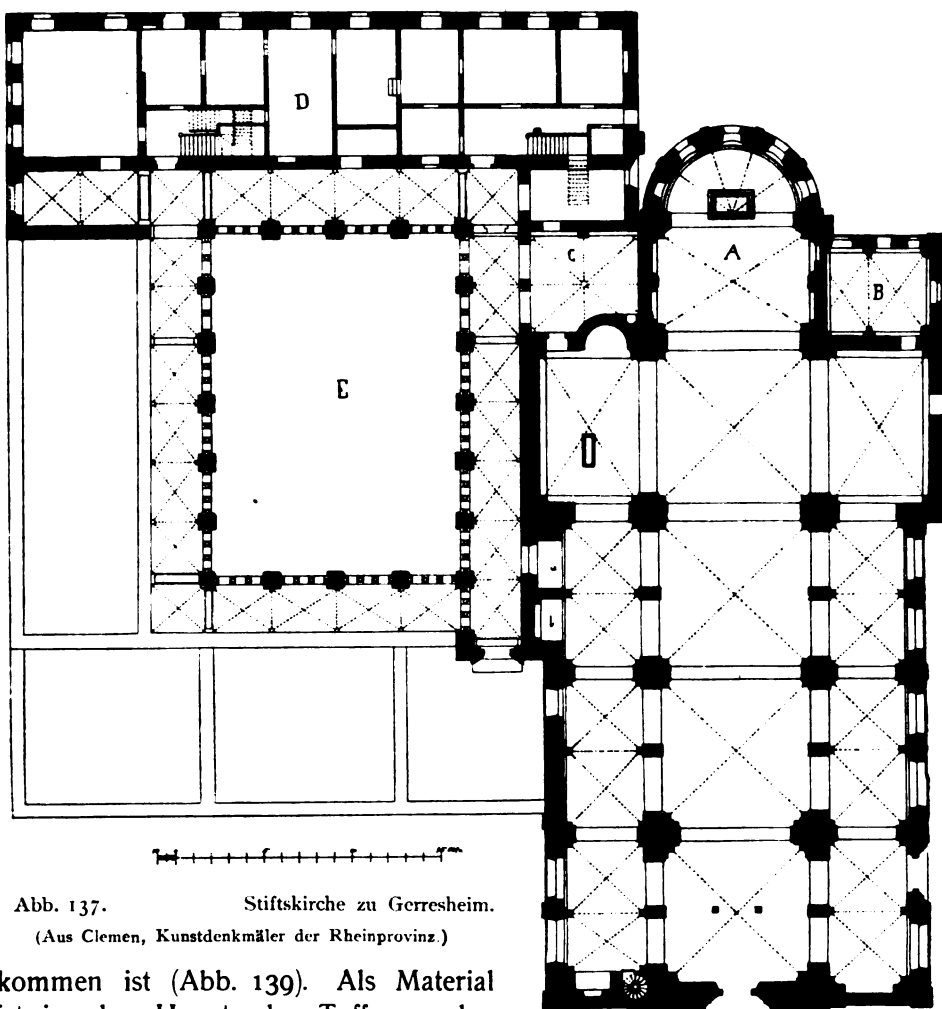 D
C
A
B
E
Abb. 137. Stiftskirche zu Gerresheim.
(Aus Clemen, Kunstdenkmäler der Rheinprovinz.)
kommen ist (Abb. 139). Als Material